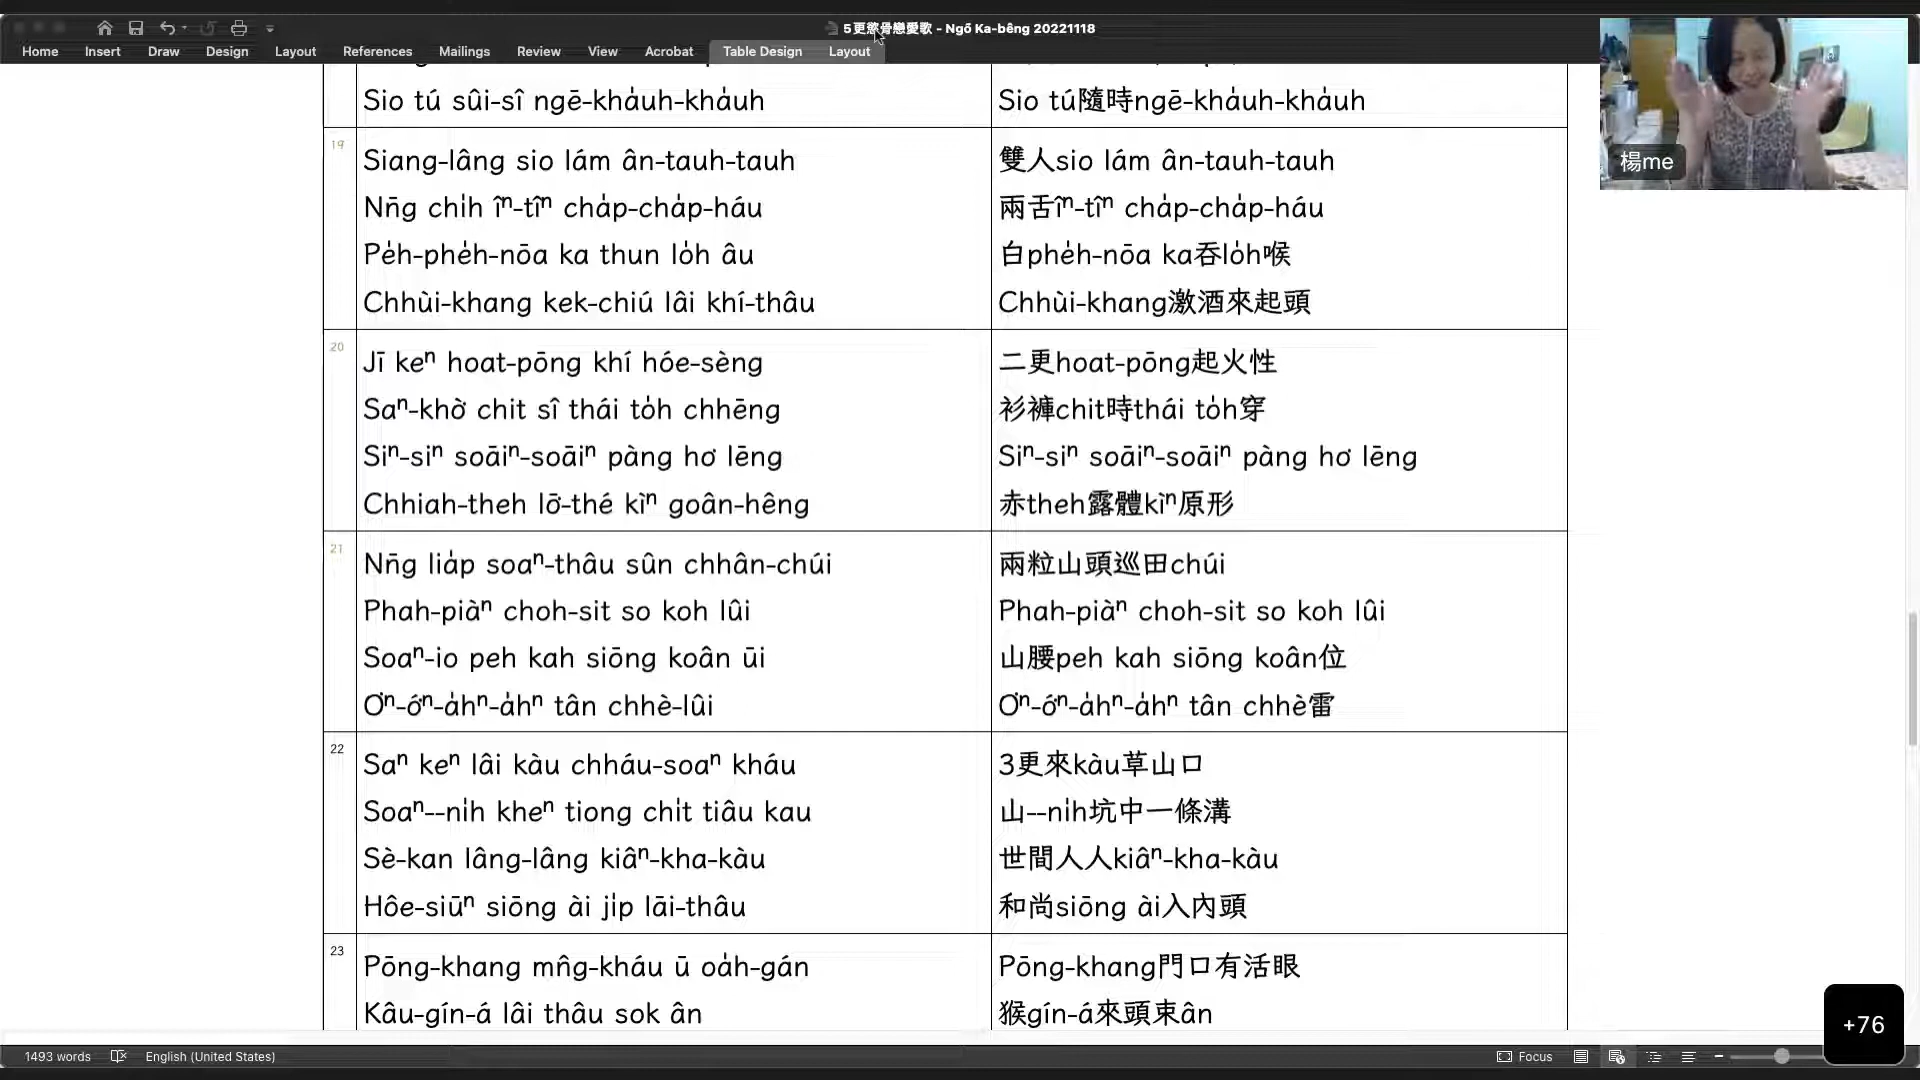 5更慾骨戀愛歌 - Ngő͘ Ka-bêng 20221118
Home Insert Draw Design Layout References Mailings Review View Acrobat Table Design Layout
楊me
Sio tú sûi-sî ngē-kha̍uh-kha̍uh
Sio tú隨時ngē-kha̍uh-kha̍uh
19
Siang-lâng sio lám ân-tauh-tauh
Nn̄g chi̍h îⁿ-tîⁿ cha̍p-cha̍p-háu
Pe̍h-phe̍h-nōa ka thun lo̍h âu
Chhùi-khang kek-chiú lâi khí-thâu
雙人sio lám ân-tauh-tauh
兩舌îⁿ-tîⁿ cha̍p-cha̍p-háu
白phe̍h-nōa ka吞lo̍h喉
Chhùi-khang激酒來起頭
20
Jī keⁿ hoat-pōng khí hóe-sèng
Saⁿ-khò͘ chit sî thái to̍h chhēng
Siⁿ-siⁿ soāiⁿ-soāiⁿ pàng ho͘ lēng
Chhiah-theh lō͘-thé kìⁿ goân-hêng
二更hoat-pōng起火性
衫褲chit時thái to̍h穿
Siⁿ-siⁿ soāiⁿ-soāiⁿ pàng ho͘ lēng
赤theh露體kìⁿ原形
21
Nn̄g lia̍p soaⁿ-thâu sûn chhân-chúi
Phah-piàⁿ choh-sit so koh lûi
Soaⁿ-io peh kah siōng koân ūi
O͘ⁿ-ó͘ⁿ-a̍hⁿ-a̍hⁿ tân chhè-lûi
兩粒山頭巡田chúi
Phah-piàⁿ choh-sit so koh lûi
山腰peh kah siōng koân位
O͘ⁿ-ó͘ⁿ-a̍hⁿ-a̍hⁿ tân chhè雷
22
Saⁿ keⁿ lâi kàu chháu-soaⁿ kháu
Soaⁿ--ni̍h kheⁿ tiong chi̍t tiâu kau
Sè-kan lâng-lâng kiâⁿ-kha-kàu
Hôe-siūⁿ siōng ài ji̍p lāi-thâu
3更來kàu草山口
山--ni̍h坑中一條溝
世間人人kiâⁿ-kha-kàu
和尚siōng ài入內頭
23
Pōng-khang mn̂g-kháu ū oa̍h-gán
Kâu-gín-á lâi thâu sok ân
Pōng-khang門口有活眼
猴gín-á來頭束ân
+76
1493 words English (United States) Focus